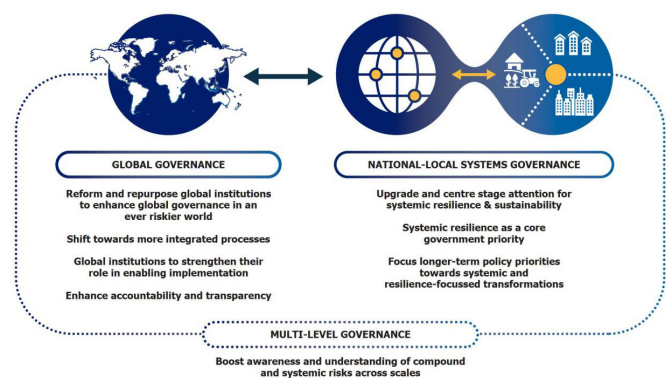 GLOBAL GOVERNANCE
Reform and repurpose global institutions
to enhance global governance in an
ever riskier world
Shift towards more integrated processes
Global institutions to strengthen their
role in enabling implementation
Enhance accountability and transparency
NATIONAL-LOCAL SYSTEMS GOVERNANCE
Upgrade and centre stage attention for
systemic resilience & sustainability
Systemic resilience as a core
government priority
Focus longer-term policy priorities
towards systemic and
resilience-focussed transformations
MULTI-LEVEL GOVERNANCE
Boost awareness and understanding of compound
and systemic risks across scales